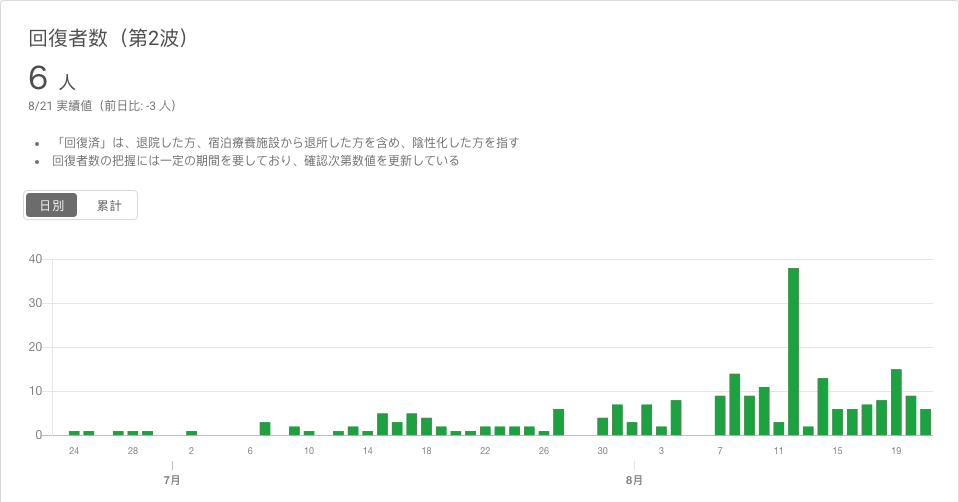 回復者数（第2波）
6 人
8/21 実績値（前日比: -3 人）
• 「回復済」は、退院した方、宿泊療養施設から退所した方を含め、陰性化した方を指す
• 回復者数の把握には一定の期間を要しており、確認次第数値を更新している
日別 累計
40
30
20
10
0
24 28 2 6 10 14 18 22 26 30 3 7 11 15 19
7月 8月